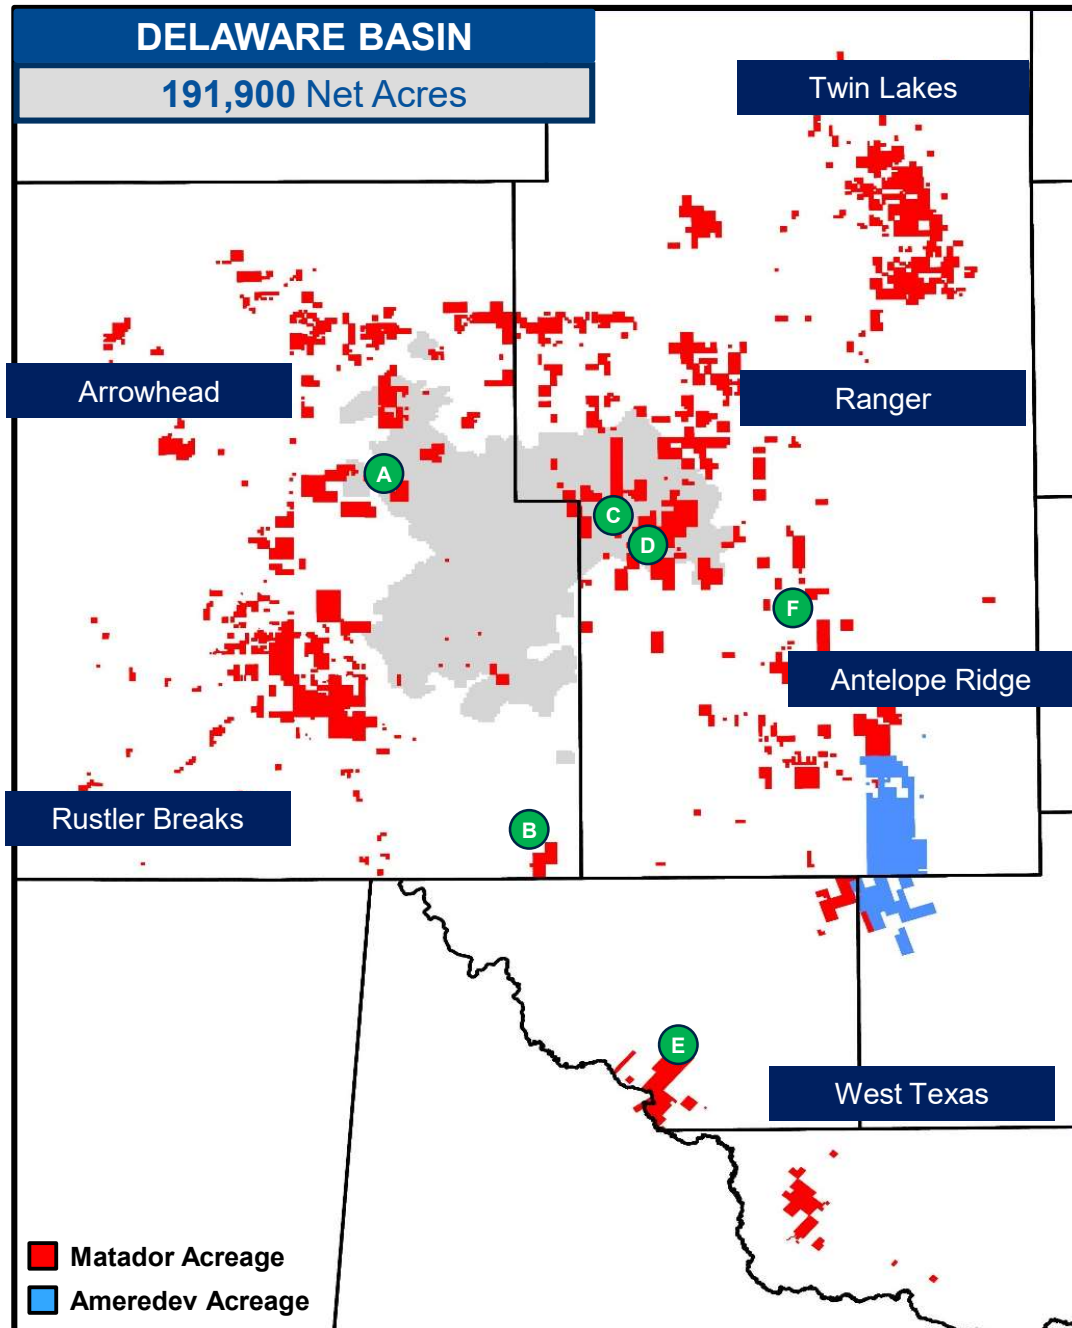 DELAWARE BASIN
191,900 Net Acres
Twin Lakes
Arrowhead
Ranger
A
C
D
F
Antelope Ridge
Rustler Breaks
B
E
West Texas
Matador Acreage
Ameredev Acreage